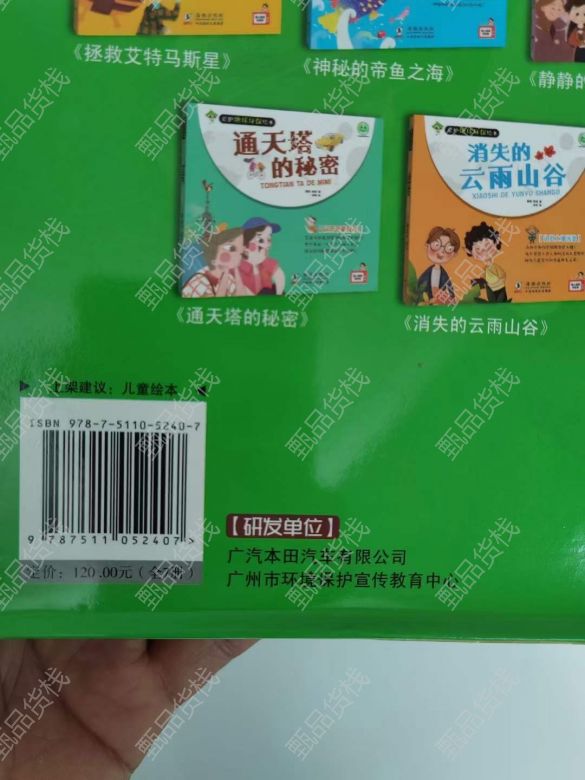 《拯救艾特马斯星》
《神秘的帝鱼之海》
《静静的
通天塔
的秘密
TONGTIAN TA DE MIMI
消失的
云雨山谷
XIAOSHI DE YUNYU SHANGU
《通天塔的秘密》
《消失的云雨山谷》
上架建议：儿童绘本
ISBN 978-7-5110-5240-7
9 787511 052407 >
定价：120.00元（全7册）
【研发单位】
广汽本田汽车有限公司
广州市环境保护宣传教育中心
甄品货栈